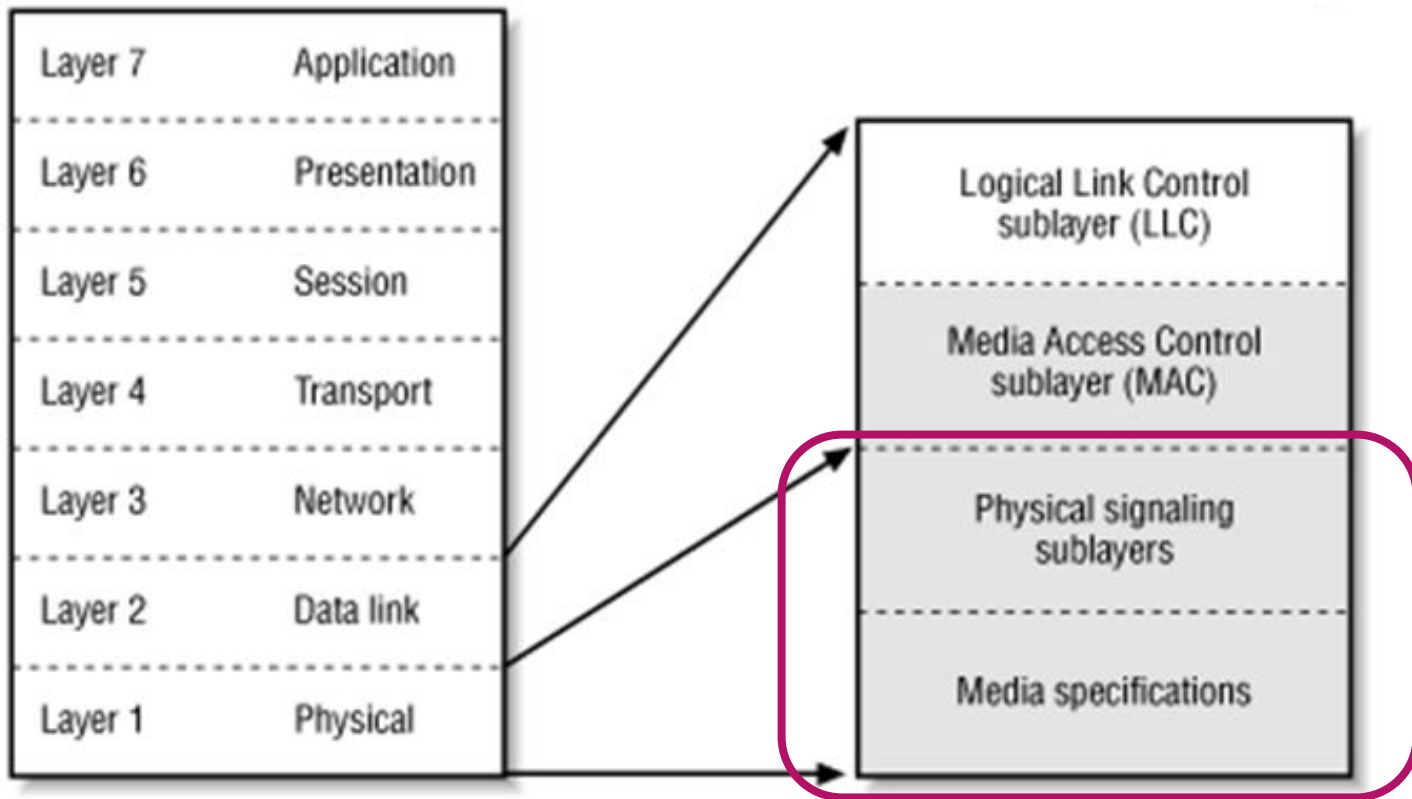 Layer 7 Application
Layer 6 Presentation
Layer 5 Session
Layer 4 Transport
Layer 3 Network
Layer 2 Data link
Layer 1 Physical
Logical Link Control
sublayer (LLC)
Media Access Control
sublayer (MAC)
Physical signaling
sublayers
Media specifications